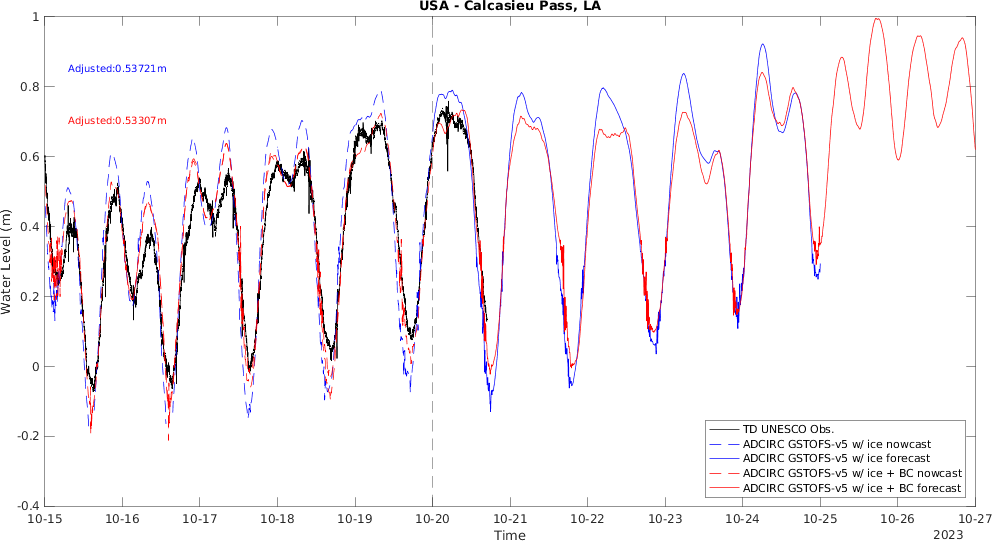 USA - Calcasieu Pass, LA
1
0.8
0.6
0.4
0.2
0
-0.2
-0.4
Water Level (m)
Adjusted:0.53721m
Adjusted:0.53307m
TD UNESCO Obs.
ADCIRC GSTOFS-v5 w/ ice nowcast
ADCIRC GSTOFS-v5 w/ ice forecast
ADCIRC GSTOFS-v5 w/ ice + BC nowcast
ADCIRC GSTOFS-v5 w/ ice + BC forecast
10-15 10-16 10-17 10-18 10-19 10-20 10-21 10-22 10-23 10-24 10-25 10-26 10-27
Time
2023